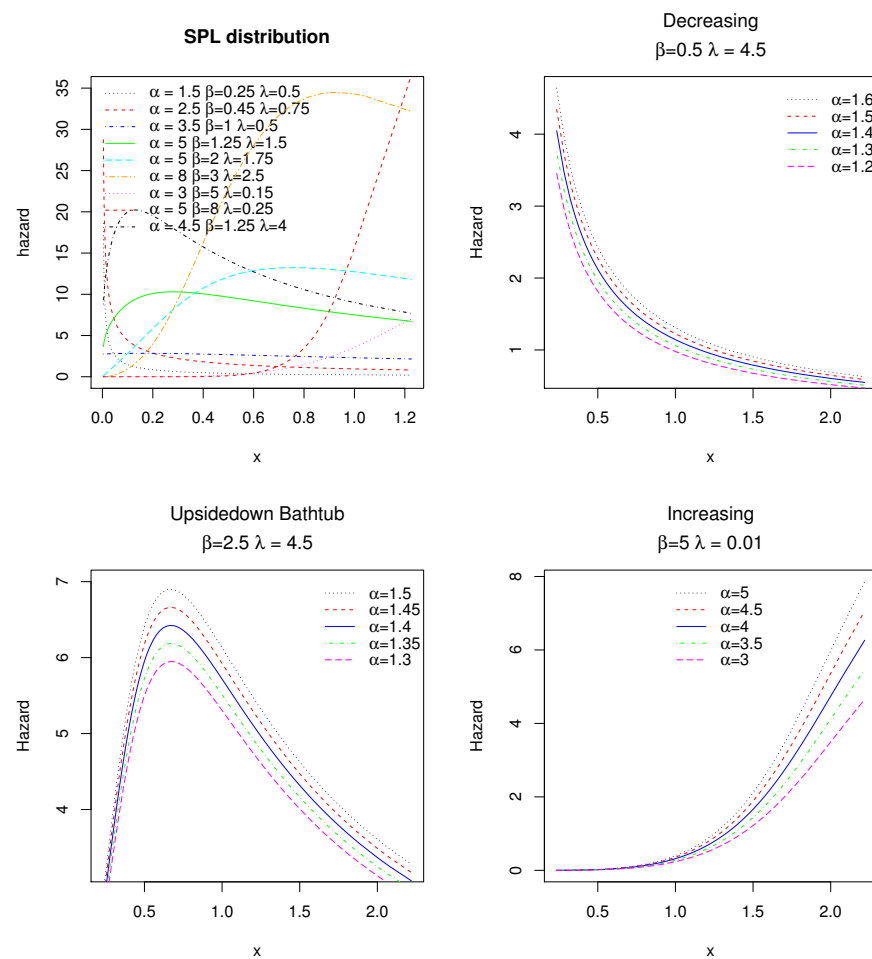 SPL distribution
hazard
35
30
25
20
15
10
5
0
α = 1.5 β=0.25 λ=0.5
α = 2.5 β=0.45 λ=0.75
α = 3.5 β=1 λ=0.5
α = 5 β=1.25 λ=1.5
α = 5 β=2 λ=1.75
α = 8 β=3 λ=2.5
α = 3 β=5 λ=0.15
α = 5 β=8 λ=0.25
α = 4.5 β=1.25 λ=4
0.0 0.2 0.4 0.6 0.8 1.0 1.2
x
Decreasing
β=0.5 λ = 4.5
Hazard
4
3
2
1
α=1.6
α=1.5
α=1.4
α=1.3
α=1.2
0.5 1.0 1.5 2.0
x
Upsidedown Bathtub
β=2.5 λ = 4.5
Hazard
7
6
5
4
α=1.5
α=1.45
α=1.4
α=1.35
α=1.3
0.5 1.0 1.5 2.0
x
Increasing
β=5 λ = 0.01
Hazard
8
6
4
2
0
α=5
α=4.5
α=4
α=3.5
α=3
0.5 1.0 1.5 2.0
x